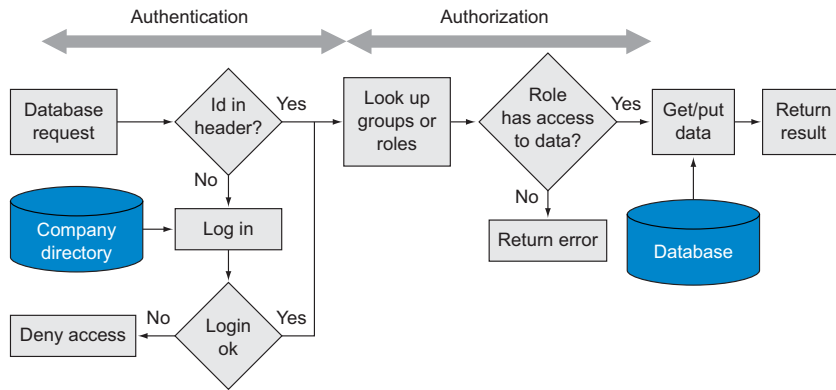 Authentication
Authorization
Database
request
Id in
header?
Yes
Look up
groups or
roles
Role
has access
to data?
Yes
Get/put
data
Return
result
No
No
Company
directory
Log in
Return error
Database
Deny access
No
Login
ok
Yes